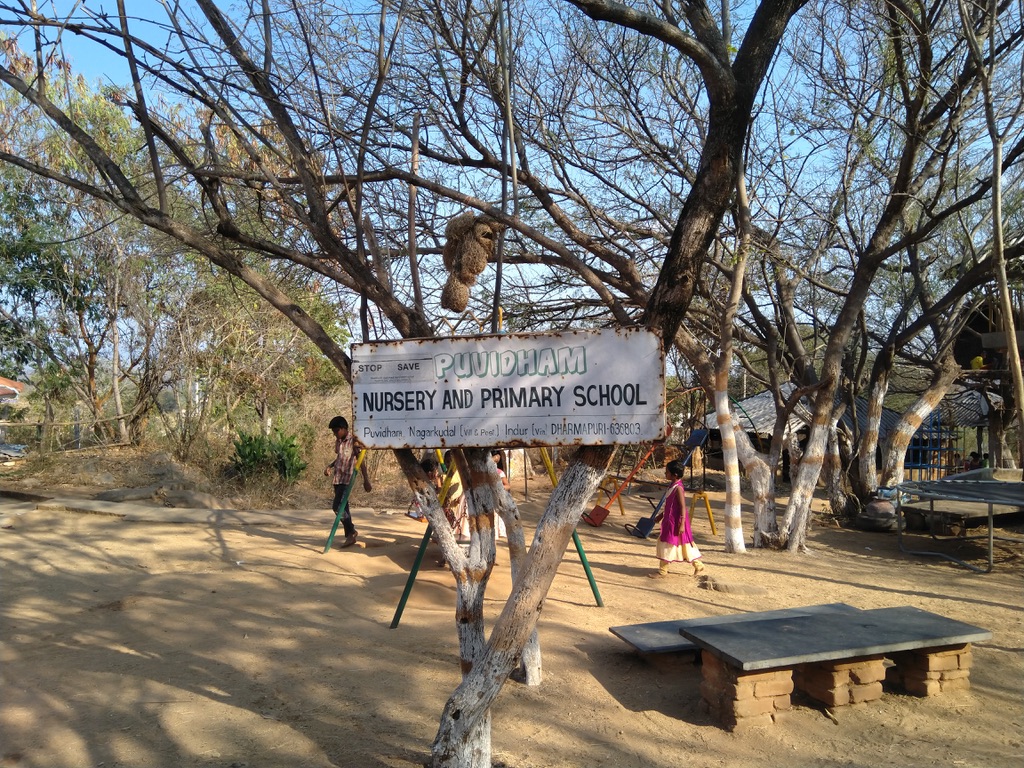 STOP SAVE PUVIDHAM
NURSERY AND PRIMARY SCHOOL
Puvidham, Nagarkudal (Vill & Post) Indur (Via) DHARMAPURI-636803